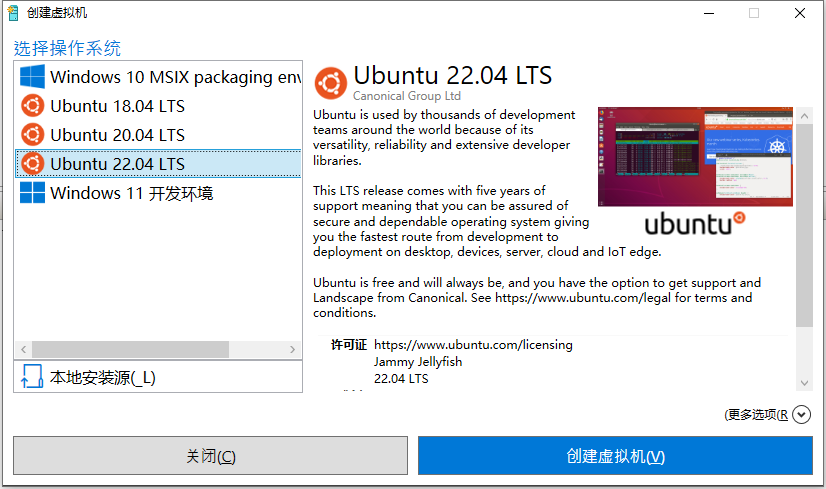 创建虚拟机
选择操作系统
Windows 10 MSIX packaging env
Ubuntu 18.04 LTS
Ubuntu 20.04 LTS
Ubuntu 22.04 LTS
Windows 11 开发环境
本地安装源(_L)
Ubuntu 22.04 LTS
Canonical Group Ltd
Ubuntu is used by thousands of development
teams around the world because of its
versatility, reliability and extensive developer
libraries.
This LTS release comes with five years of
support meaning that you can be assured of
secure and dependable operating system giving
you the fastest route from development to
deployment on desktop, devices, server, cloud and IoT edge.
Ubuntu is free and will always be, and you have the option to get support and
Landscape from Canonical. See https://www.ubuntu.com/legal for terms and
conditions.
ubuntu
许可证 https://www.ubuntu.com/licensing
Jammy Jellyfish
22.04 LTS
(更多选项(R
关闭(C)
创建虚拟机(V)